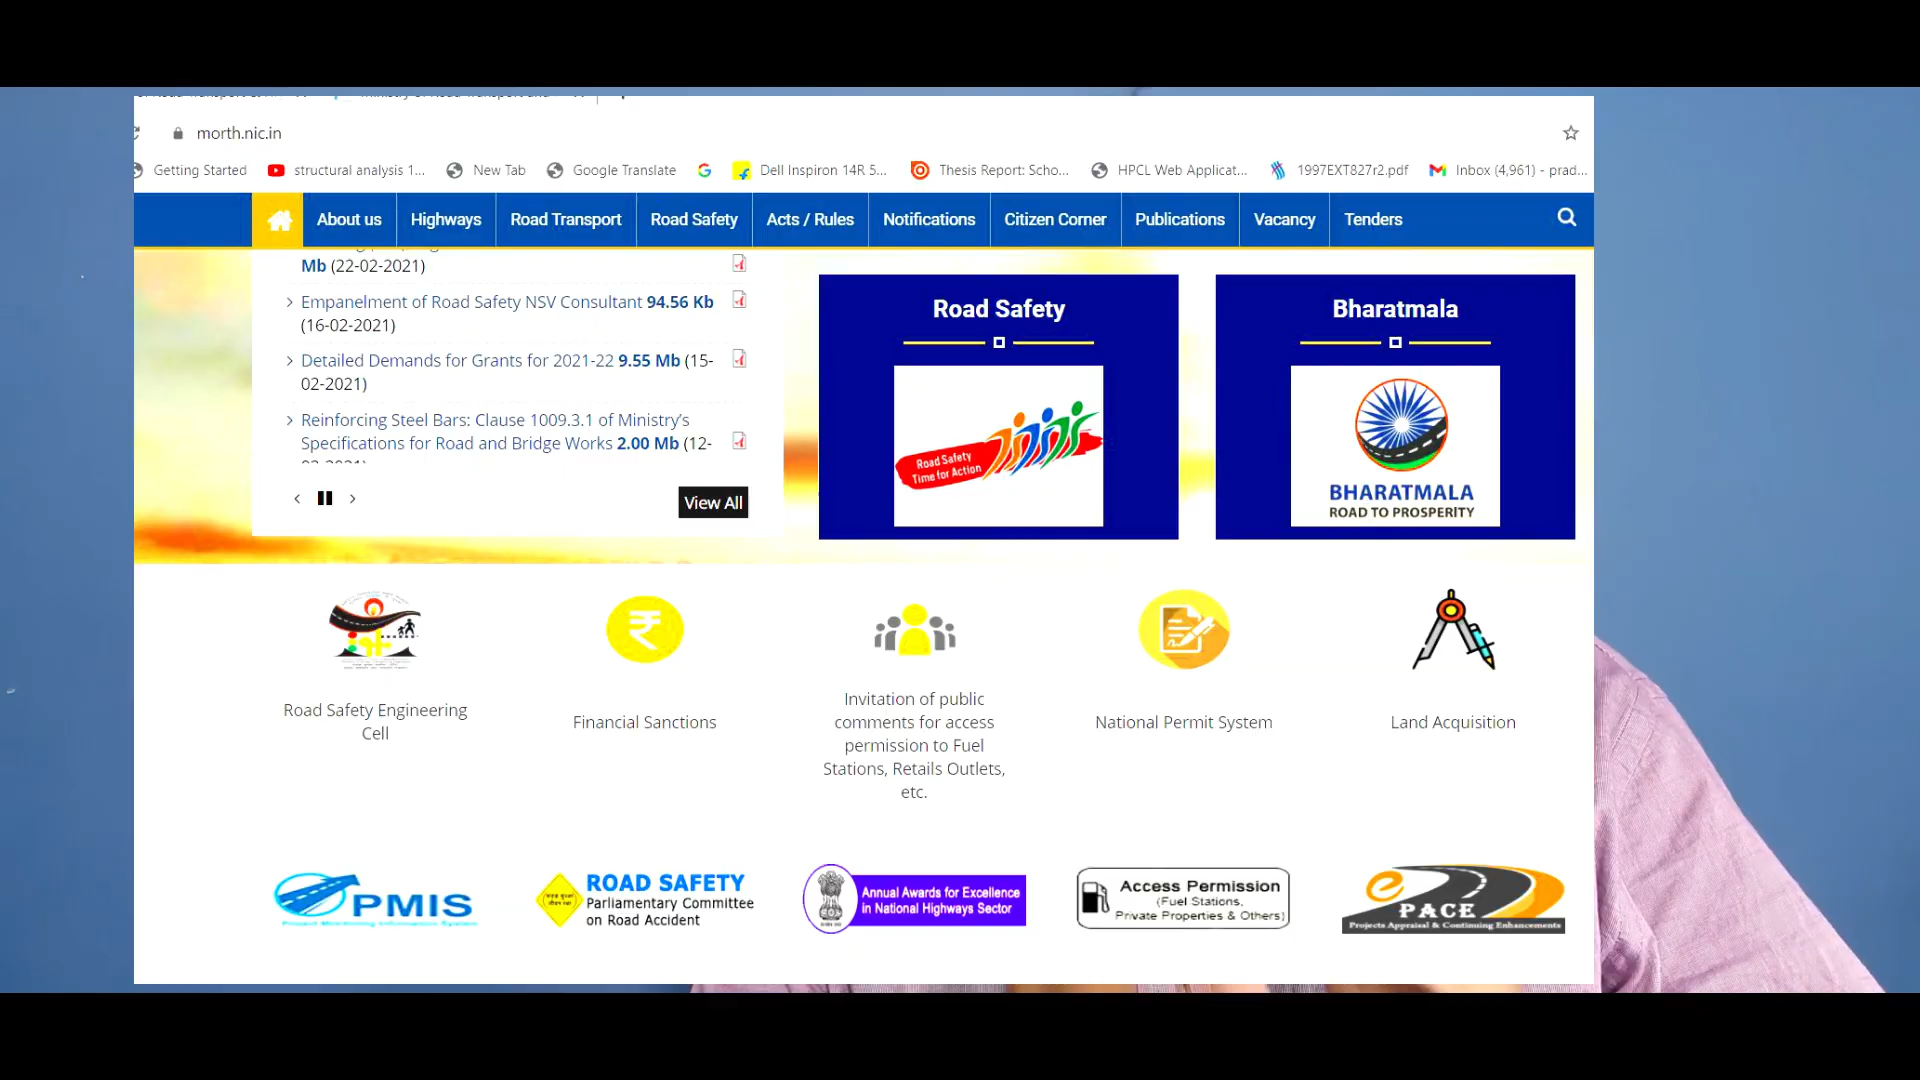 morth.nic.in
Getting Started structural analysis 1... New Tab Google Translate Dell Inspiron 14R 5... Thesis Report: Scho... HPCL Web Applicat... 1997EXT827r2.pdf Inbox (4,961) - prad...
About us Highways Road Transport Road Safety Acts / Rules Notifications Citizen Corner Publications Vacancy Tenders
Mb (22-02-2021)
Empanelment of Road Safety NSV Consultant 94.56 Kb
(16-02-2021)
Detailed Demands for Grants for 2021-22 9.55 Mb (15-
02-2021)
Reinforcing Steel Bars: Clause 1009.3.1 of Ministry’s
Specifications for Road and Bridge Works 2.00 Mb (12-
View All
Road Safety
Road Safety
Time for Action
Bharatmala
BHARATMALA
ROAD TO PROSPERITY
Road Safety Engineering
Cell
Financial Sanctions
Invitation of public
comments for access
permission to Fuel
Stations, Retails Outlets,
etc.
National Permit System
Land Acquisition
PMIS
ROAD SAFETY
Parliamentary Committee
on Road Accident
Annual Awards for Excellence
in National Highways Sector
Access Permission
(Fuel Stations,
Private Properties & Others)
e
PACE
Projects Appraisal & Continuing Enhancements